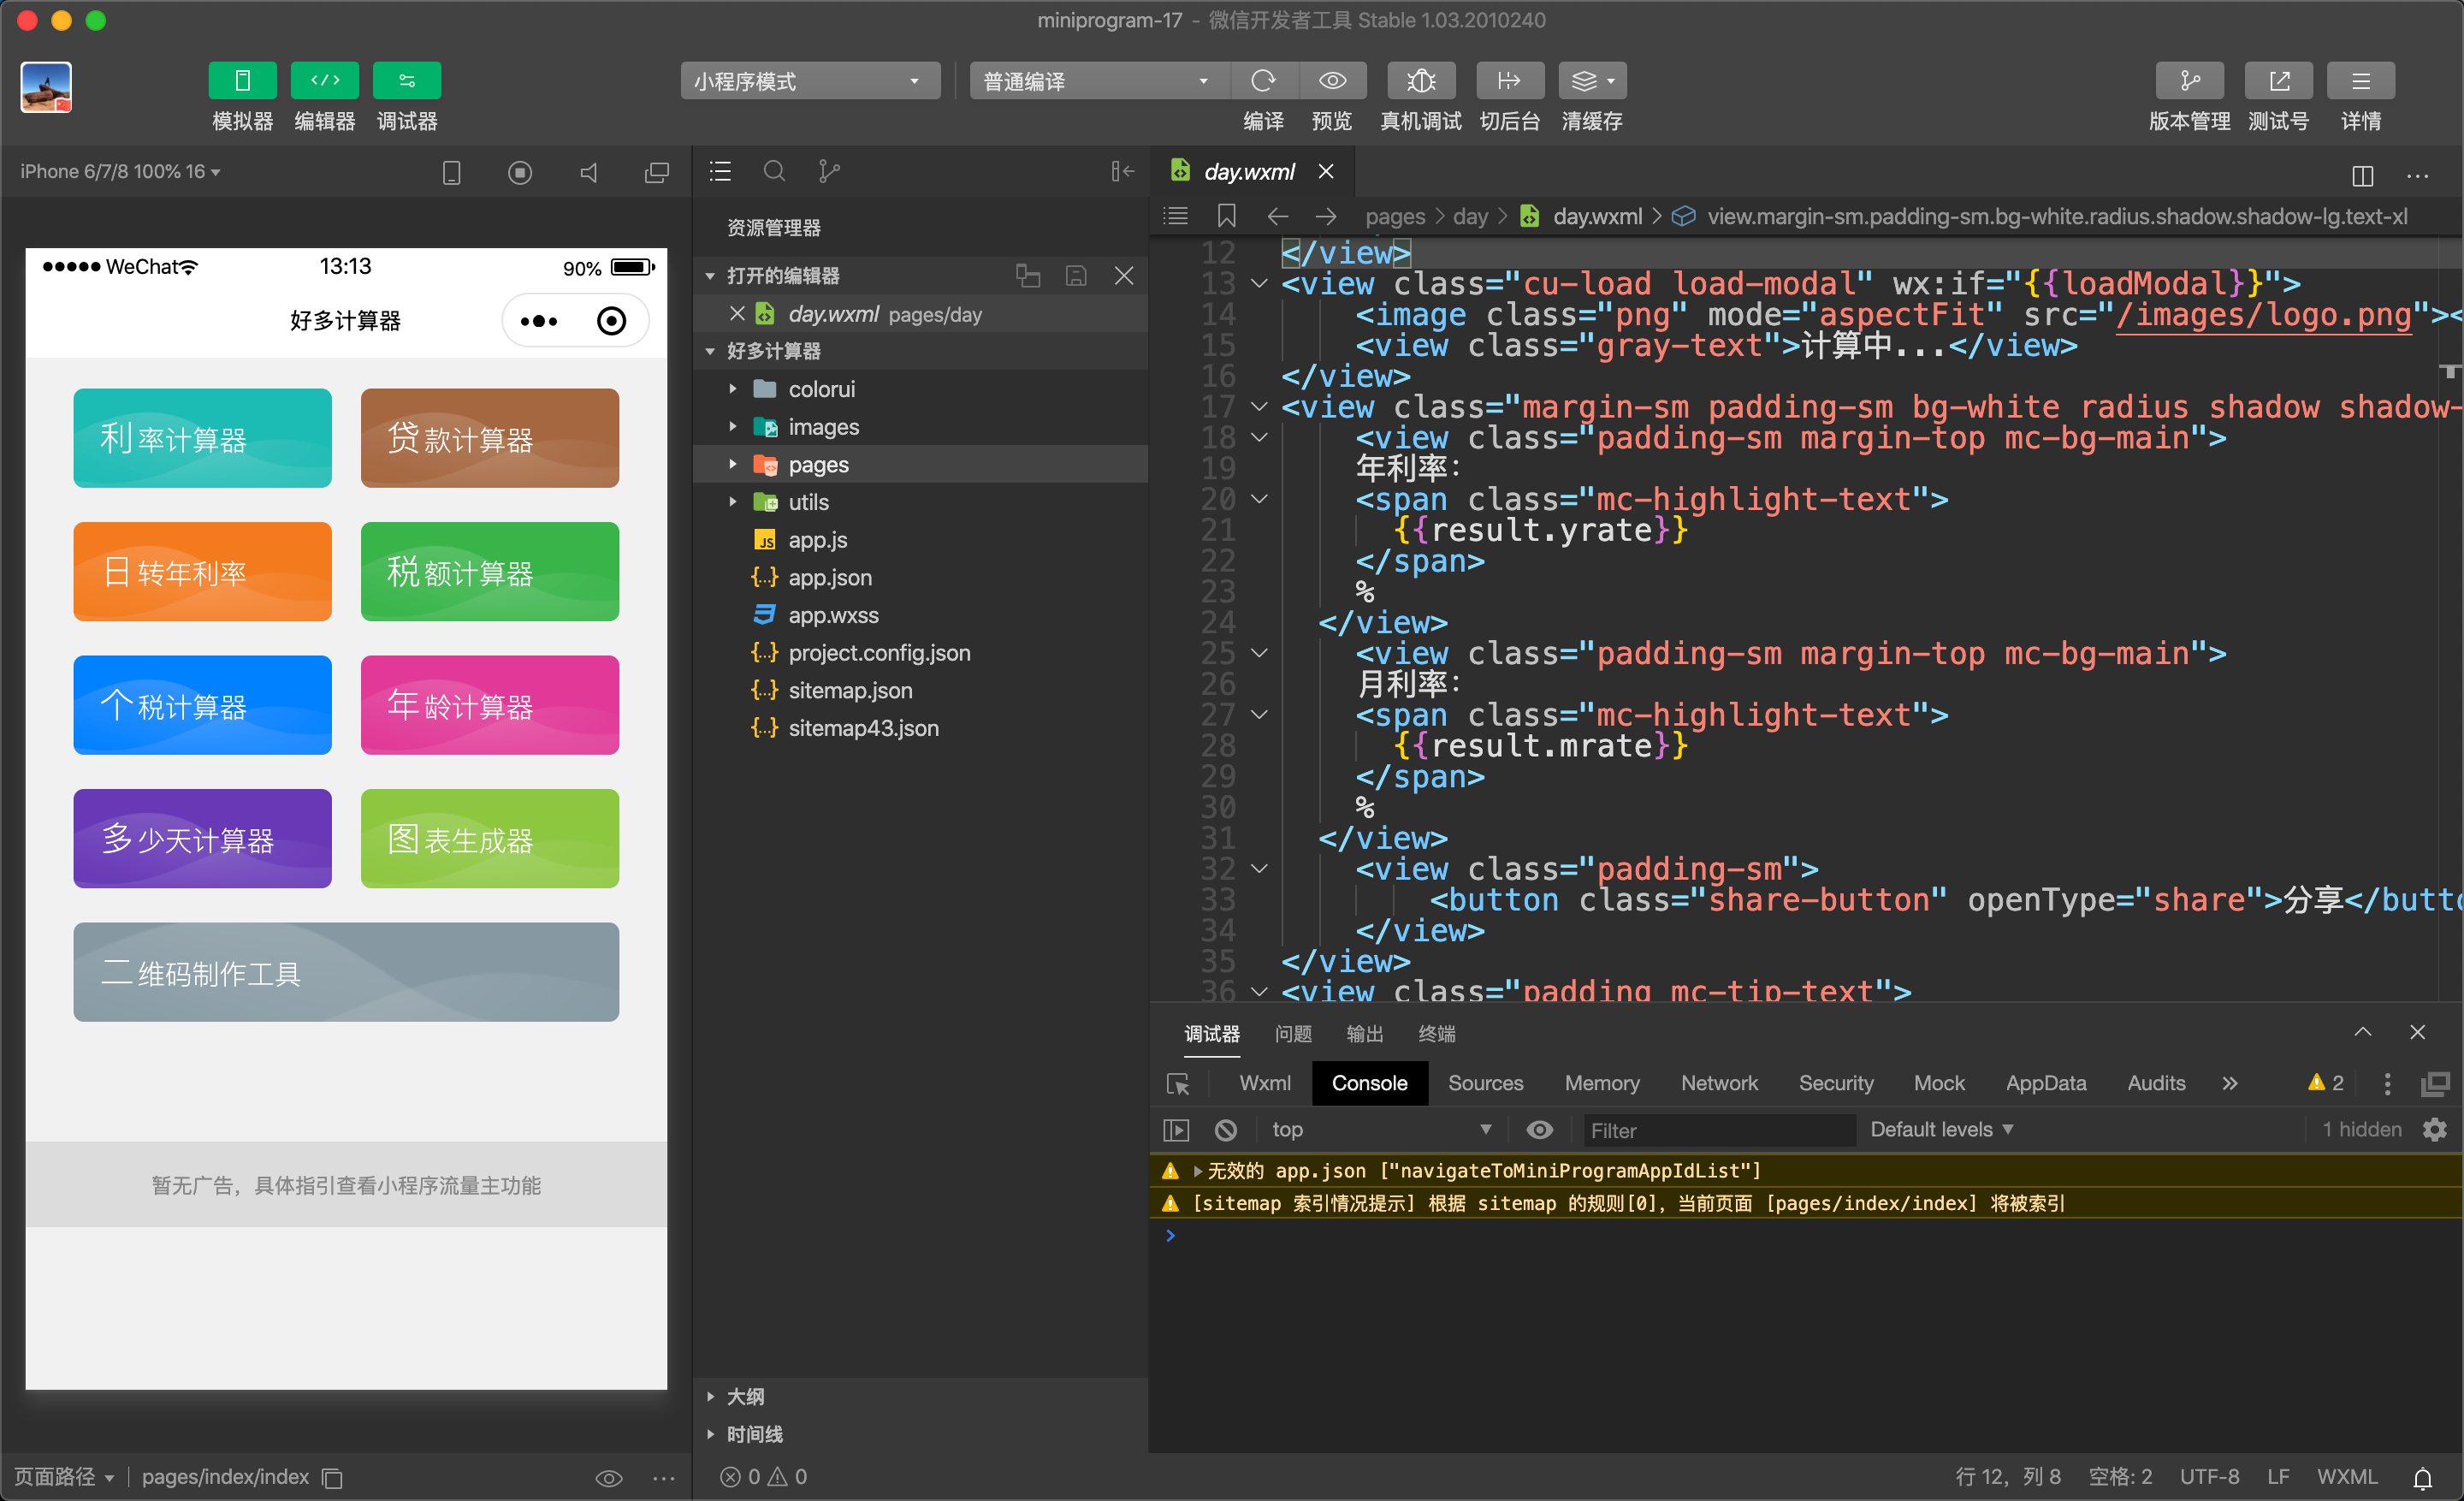 miniprogram-17 - 微信开发者工具 Stable 1.03.2010240
小程序模式
普通编译
模拟器
编辑器
调试器
编译
预览
真机调试
切后台
清缓存
版本管理
测试号
详情
iPhone 6/7/8 100% 16
WeChat
13:13
90%
好多计算器
利率计算器
贷款计算器
日转年利率
税额计算器
个税计算器
年龄计算器
多少天计算器
图表生成器
二维码制作工具
暂无广告，具体指引查看小程序流量主功能
页面路径
pages/index/index
资源管理器
打开的编辑器
day.wxml pages/day
好多计算器
colorui
images
pages
utils
JS app.js
{..} app.json
app.wxss
{..} project.config.json
{..} sitemap.json
{..} sitemap43.json
大纲
时间线
0 0
day.wxml
pages > day > day.wxml > view.margin-sm.padding-sm.bg-white.radius.shadow.shadow-lg.text-xl
12 </view>
13 <view class="cu-load load-modal" wx:if="{{loadModal}}">
14 <image class="png" mode="aspectFit" src="/images/logo.png"><
15 <view class="gray-text">计算中...</view>
16 </view>
17 <view class="margin-sm padding-sm bg-white radius shadow shadow-
18 <view class="padding-sm margin-top mc-bg-main">
19 年利率：
20 <span class="mc-highlight-text">
21 {{result.yrate}}
22 </span>
23 %
24 </view>
25 <view class="padding-sm margin-top mc-bg-main">
26 月利率：
27 <span class="mc-highlight-text">
28 {{result.mrate}}
29 </span>
30 %
31 </view>
32 <view class="padding-sm">
33 <button class="share-button" openType="share">分享</butto
34 </view>
35 </view>
36 <view class="padding mc-tip-text">
调试器 问题 输出 终端
Wxml Console Sources Memory Network Security Mock AppData Audits » 2
top Filter Default levels 1 hidden
无效的 app.json ["navigateToMiniProgramAppIdList"]
[sitemap 索引情况提示] 根据 sitemap 的规则[0]，当前页面 [pages/index/index] 将被索引
行 12，列 8 空格: 2 UTF-8 LF WXML